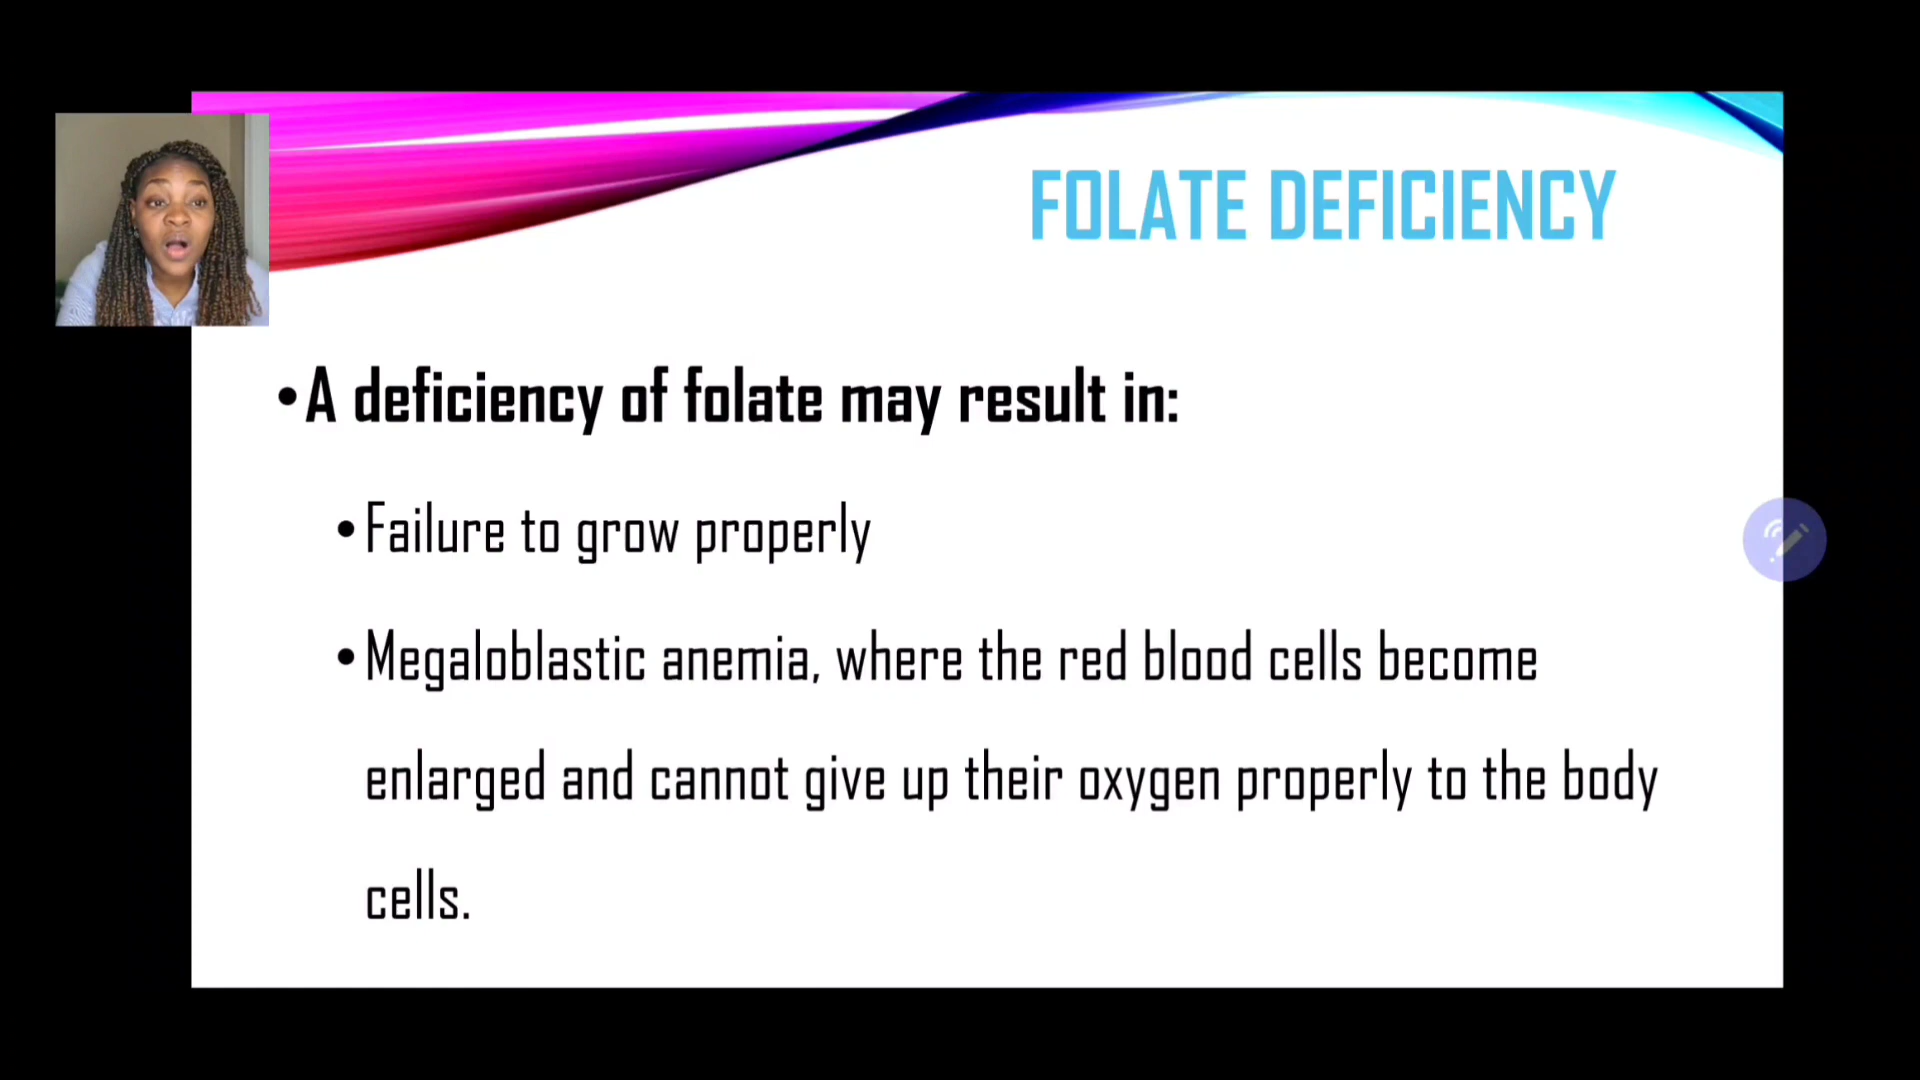 FOLATE DEFICIENCY
•A deficiency of folate may result in:
•Failure to grow properly
•Megaloblastic anemia, where the red blood cells become
enlarged and cannot give up their oxygen properly to the body
cells.